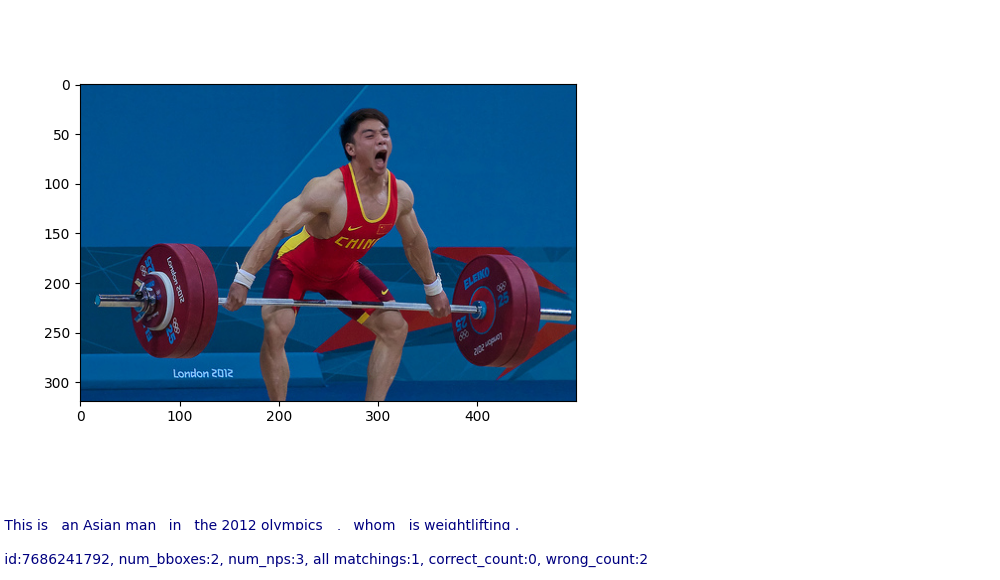 0
50
100
150
200
250
300
0 100 200 300 400
CHINA
ELEIKO
25
25
London 2012
London 2012
25
London 2012
This is an Asian man in the 2012 olympics . whom is weightlifting .
id:7686241792, num_bboxes:2, num_nps:3, all matchings:1, correct_count:0, wrong_count:2